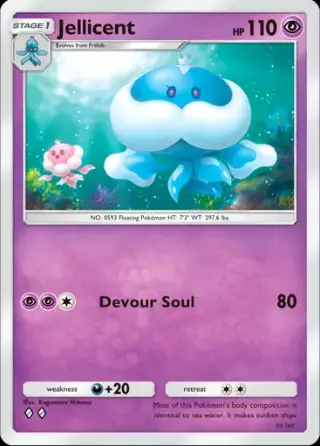 STAGE 1
Jellicent
HP 110
Evolves from Frillish
NO. 0593 Floating Pokémon HT: 7'3" WT: 297.6 lbs.
Devour Soul 80
weakness +20 retreat
Illus. Kagemaru Himeno
Most of this Pokémon's body composition is
identical to sea water. It makes sunken ships
its lair.